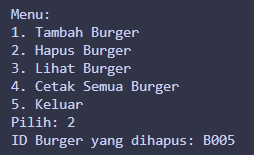 Menu:
1. Tambah Burger
2. Hapus Burger
3. Lihat Burger
4. Cetak Semua Burger
5. Keluar
Pilih: 2
ID Burger yang dihapus: B005